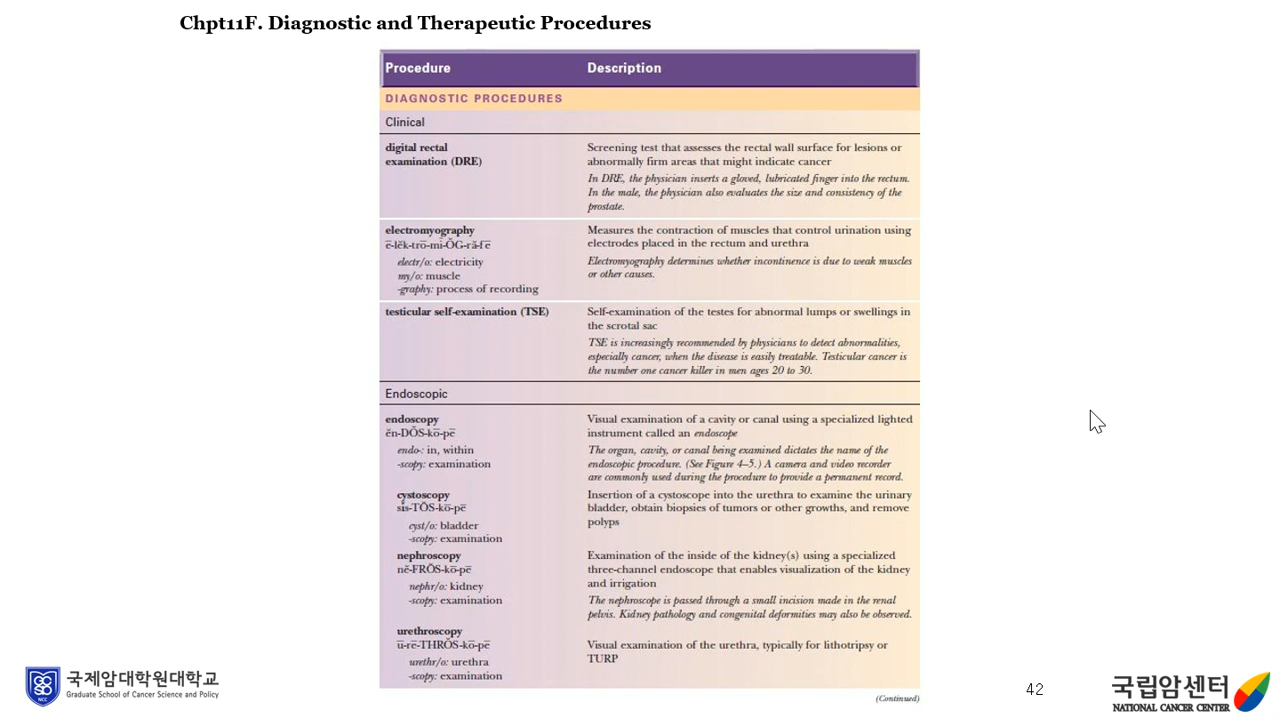 Chpt11F. Diagnostic and Therapeutic Procedures
Procedure Description
DIAGNOSTIC PROCEDURES
Clinical
digital rectal
examination (DRE)
Screening test that assesses the rectal wall surface for lesions or
abnormally firm areas that might indicate cancer
In DRE, the physician inserts a gloved, lubricated finger into the rectum.
In the male, the physician also evaluates the size and consistency of the
prostate.
electromyography
ē-lĕk-trō-mī-ŎG-ră-fē
electr/o: electricity
my/o: muscle
-graphy: process of recording
Measures the contraction of muscles that control urination using
electrodes placed in the rectum and urethra
Electromyography determines whether incontinence is due to weak muscles
or other causes.
testicular self-examination (TSE)
Self-examination of the testes for abnormal lumps or swellings in
the scrotal sac
TSE is increasingly recommended by physicians to detect abnormalities,
especially cancer, when the disease is easily treatable. Testicular cancer is
the number one cancer killer in men ages 20 to 30.
Endoscopic
endoscopy
ĕn-DŎS-kō-pē
endo-: in, within
-scopy: examination
Visual examination of a cavity or canal using a specialized lighted
instrument called an endoscope
The organ, cavity, or canal being examined dictates the name of the
endoscopic procedure. (See Figure 4–5.) A camera and video recorder
are commonly used during the procedure to provide a permanent record.
cystoscopy
sĭs-TŎS-kō-pē
cyst/o: bladder
-scopy: examination
Insertion of a cystoscope into the urethra to examine the urinary
bladder, obtain biopsies of tumors or other growths, and remove
polyps
nephroscopy
nĕ-FRŎS-kō-pē
nephr/o: kidney
-scopy: examination
Examination of the inside of the kidney(s) using a specialized
three-channel endoscope that enables visualization of the kidney
and irrigation
The nephroscope is passed through a small incision made in the renal
pelvis. Kidney pathology and congenital deformities may also be observed.
urethroscopy
ū-rē-THRŎS-kō-pē
urethr/o: urethra
-scopy: examination
Visual examination of the urethra, typically for lithotripsy or
TURP
(Continued)
NCC
국제암대학원대학교
Graduate School of Cancer Science and Policy
42
국립암센터
NATIONAL CANCER CENTER